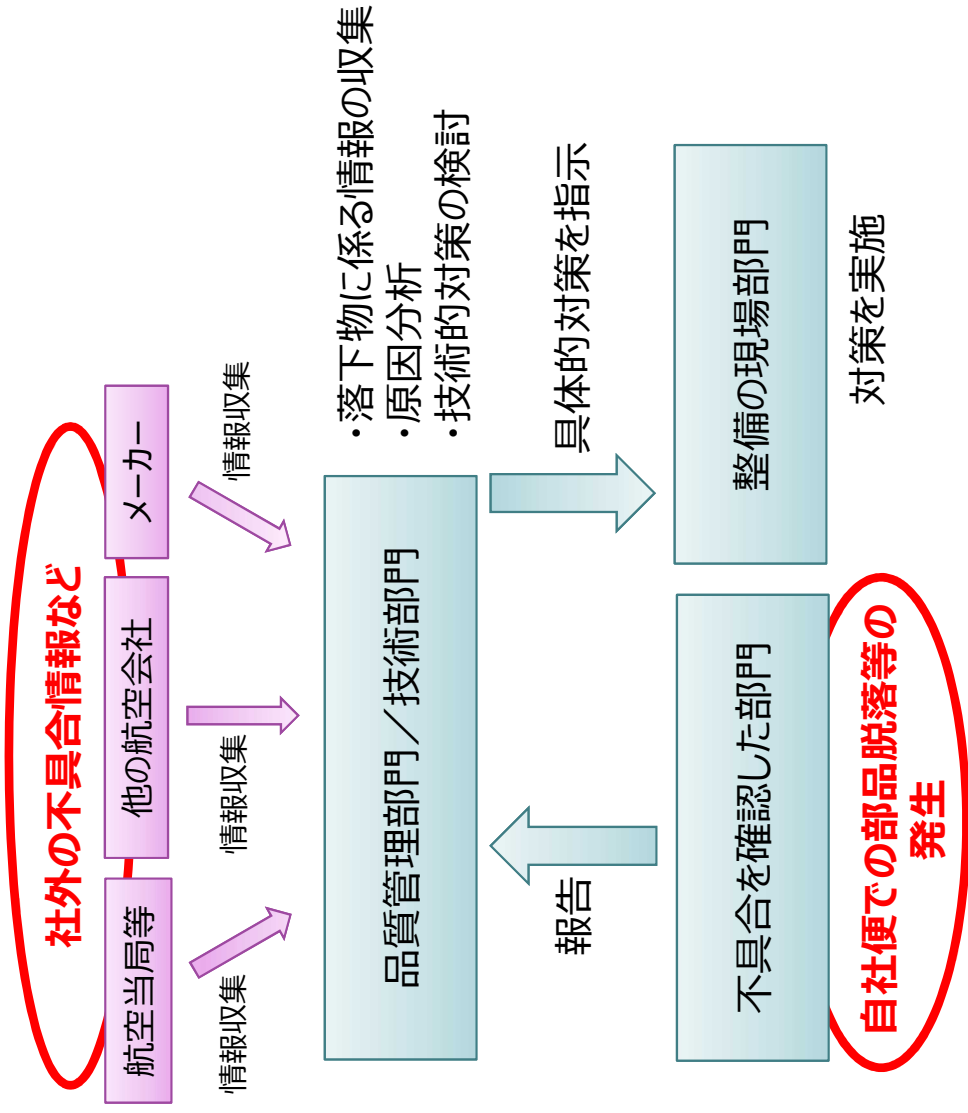 社外の不具合情報など
航空当局等
他の航空会社
メーカー
情報収集
情報収集
情報収集
品質管理部門／技術部門
・落下物に係る情報の収集
・原因分析
・技術的対策の検討
報告
具体的対策を指示
不具合を確認した部門
整備の現場部門
対策を実施
自社便での部品脱落等の
発生